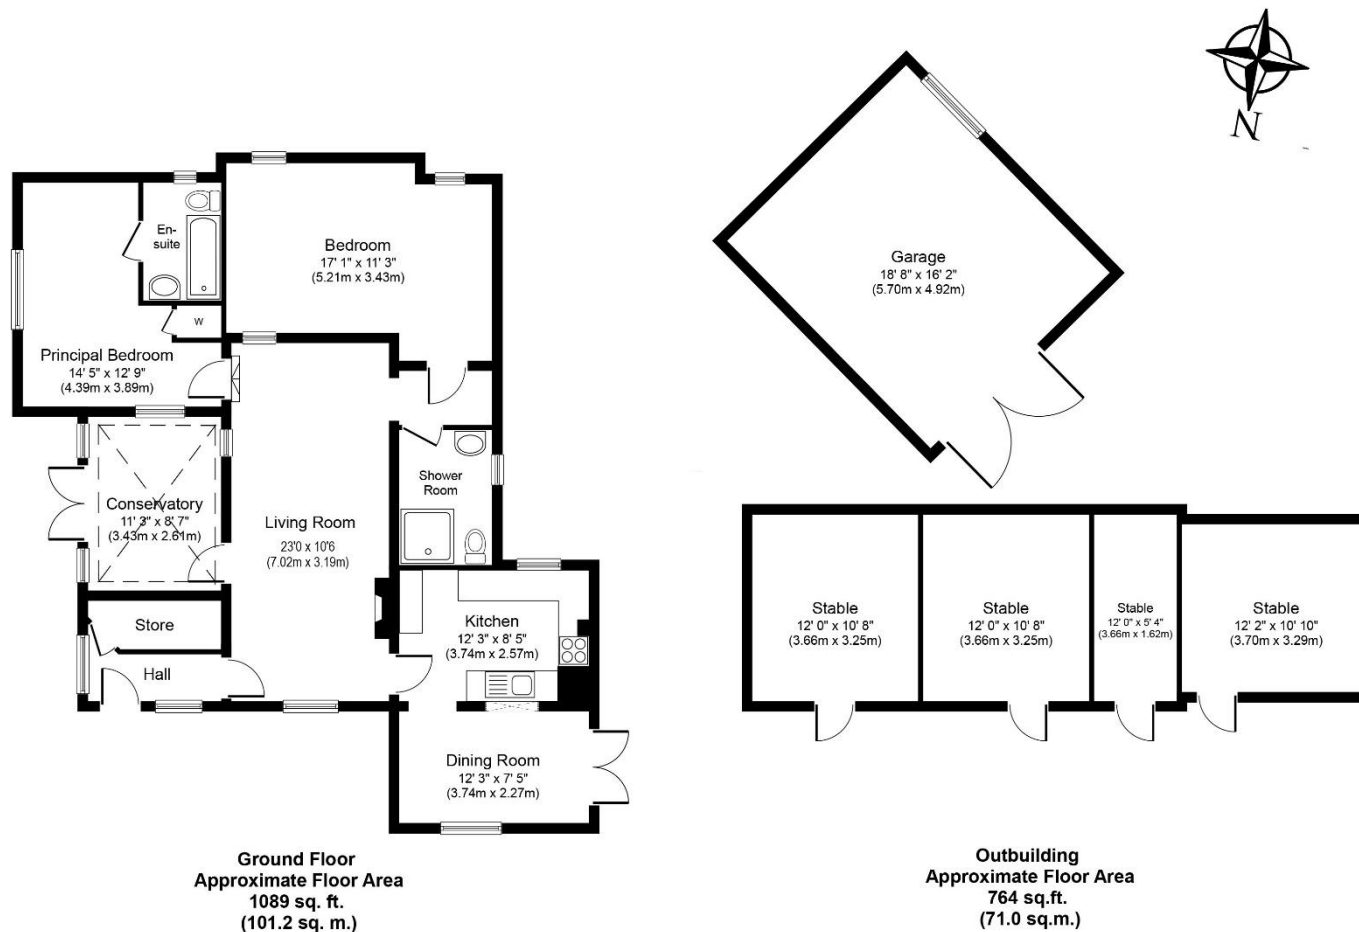 N
En-
suite
Bedroom
17' 1" x 11' 3"
(5.21m x 3.43m)
Garage
18' 8" x 16' 2"
(5.70m x 4.92m)
W
Principal Bedroom
14' 5" x 12' 9"
(4.39m x 3.89m)
Conservatory
11' 3" x 8' 7"
(3.43m x 2.61m)
Living Room
23'0 x 10'6
(7.02m x 3.19m)
Shower
Room
Store
Hall
Kitchen
12' 3" x 8' 5"
(3.74m x 2.57m)
Dining Room
12' 3" x 7' 5"
(3.74m x 2.27m)
Stable
12' 0" x 10' 8"
(3.66m x 3.25m)
Stable
12' 0" x 10' 8"
(3.66m x 3.25m)
Stable
12' 0" x 5' 4"
(3.66m x 1.62m)
Stable
12' 2" x 10' 10"
(3.70m x 3.29m)
Ground Floor
Approximate Floor Area
1089 sq. ft.
(101.2 sq. m.)
Outbuilding
Approximate Floor Area
764 sq.ft.
(71.0 sq.m.)